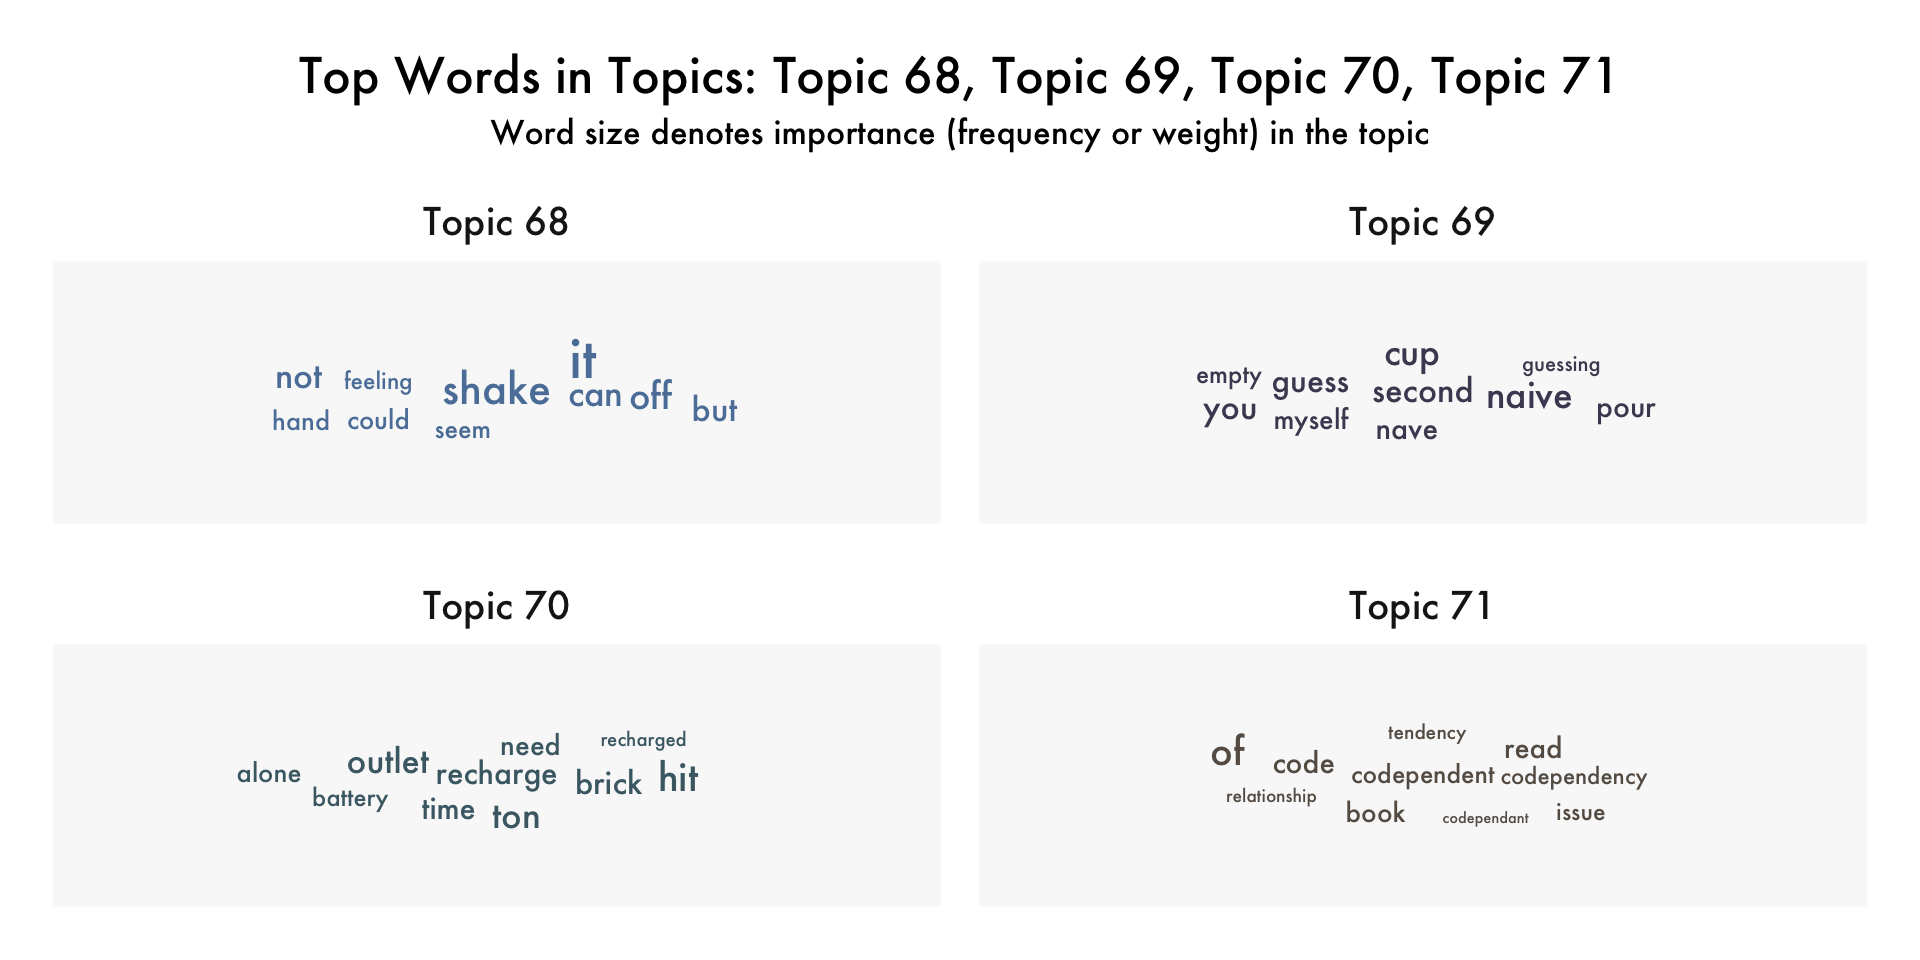 Top Words in Topics: Topic 68, Topic 69, Topic 70, Topic 71
Word size denotes importance (frequency or weight) in the topic
Topic 68
it
not feeling shake can off but
hand could seem
Topic 69
cup guessing
empty guess second naive
you myself nave pour
Topic 70
need recharged
alone outlet recharge brick hit
battery time ton
Topic 71
tendency
of code codependent read codependency
relationship book codependant issue